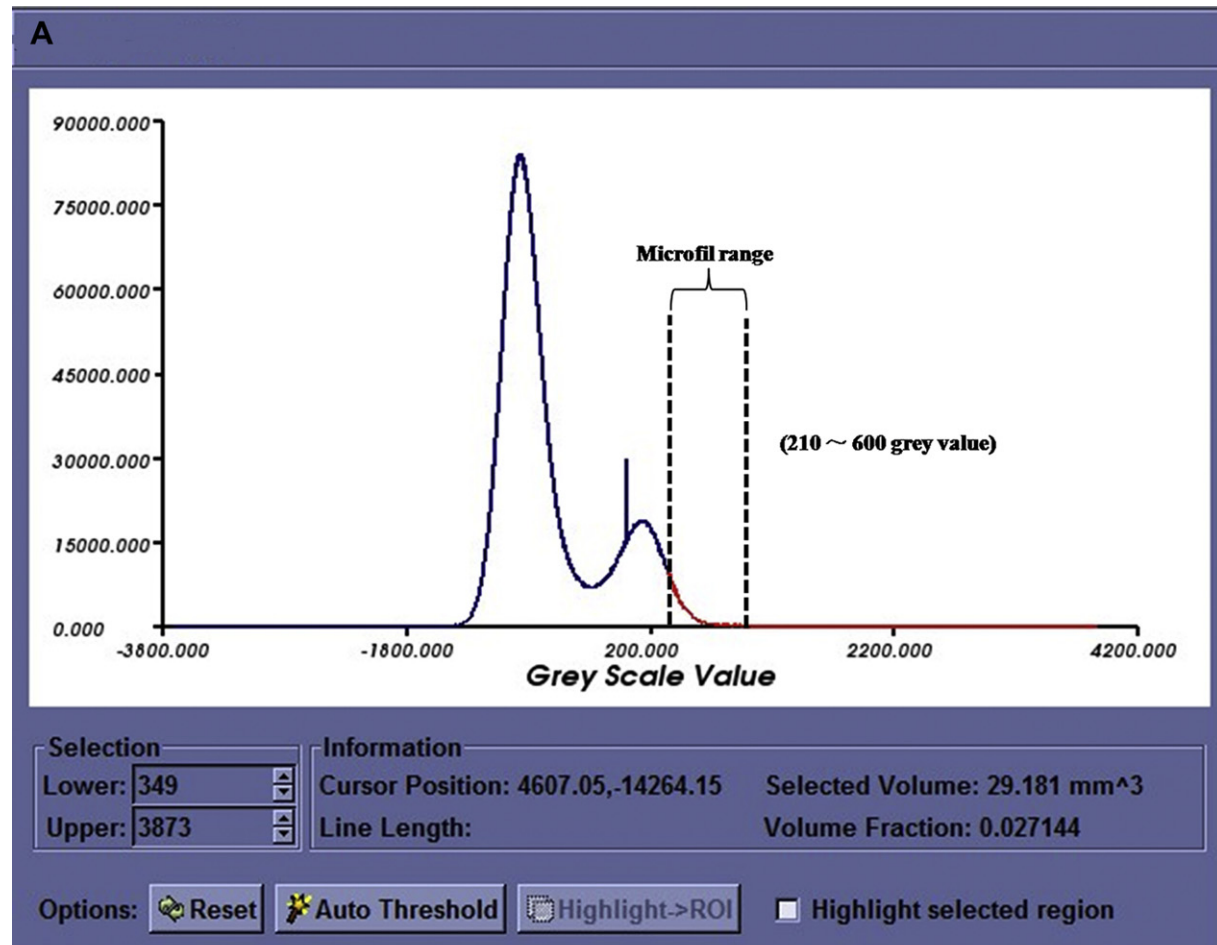 A
90000.000
75000.000
60000.000
45000.000
30000.000
15000.000
0.000
Microfil range
(210 ~ 600 grey value)
-3800.000 -1800.000 200.000 2200.000 4200.000
Grey Scale Value
Selection
Lower: 349
Upper: 3873
Information
Cursor Position: 4607.05,-14264.15 Selected Volume: 29.181 mm^3
Line Length: Volume Fraction: 0.027144
Options: Reset Auto Threshold Highlight->ROI Highlight selected region